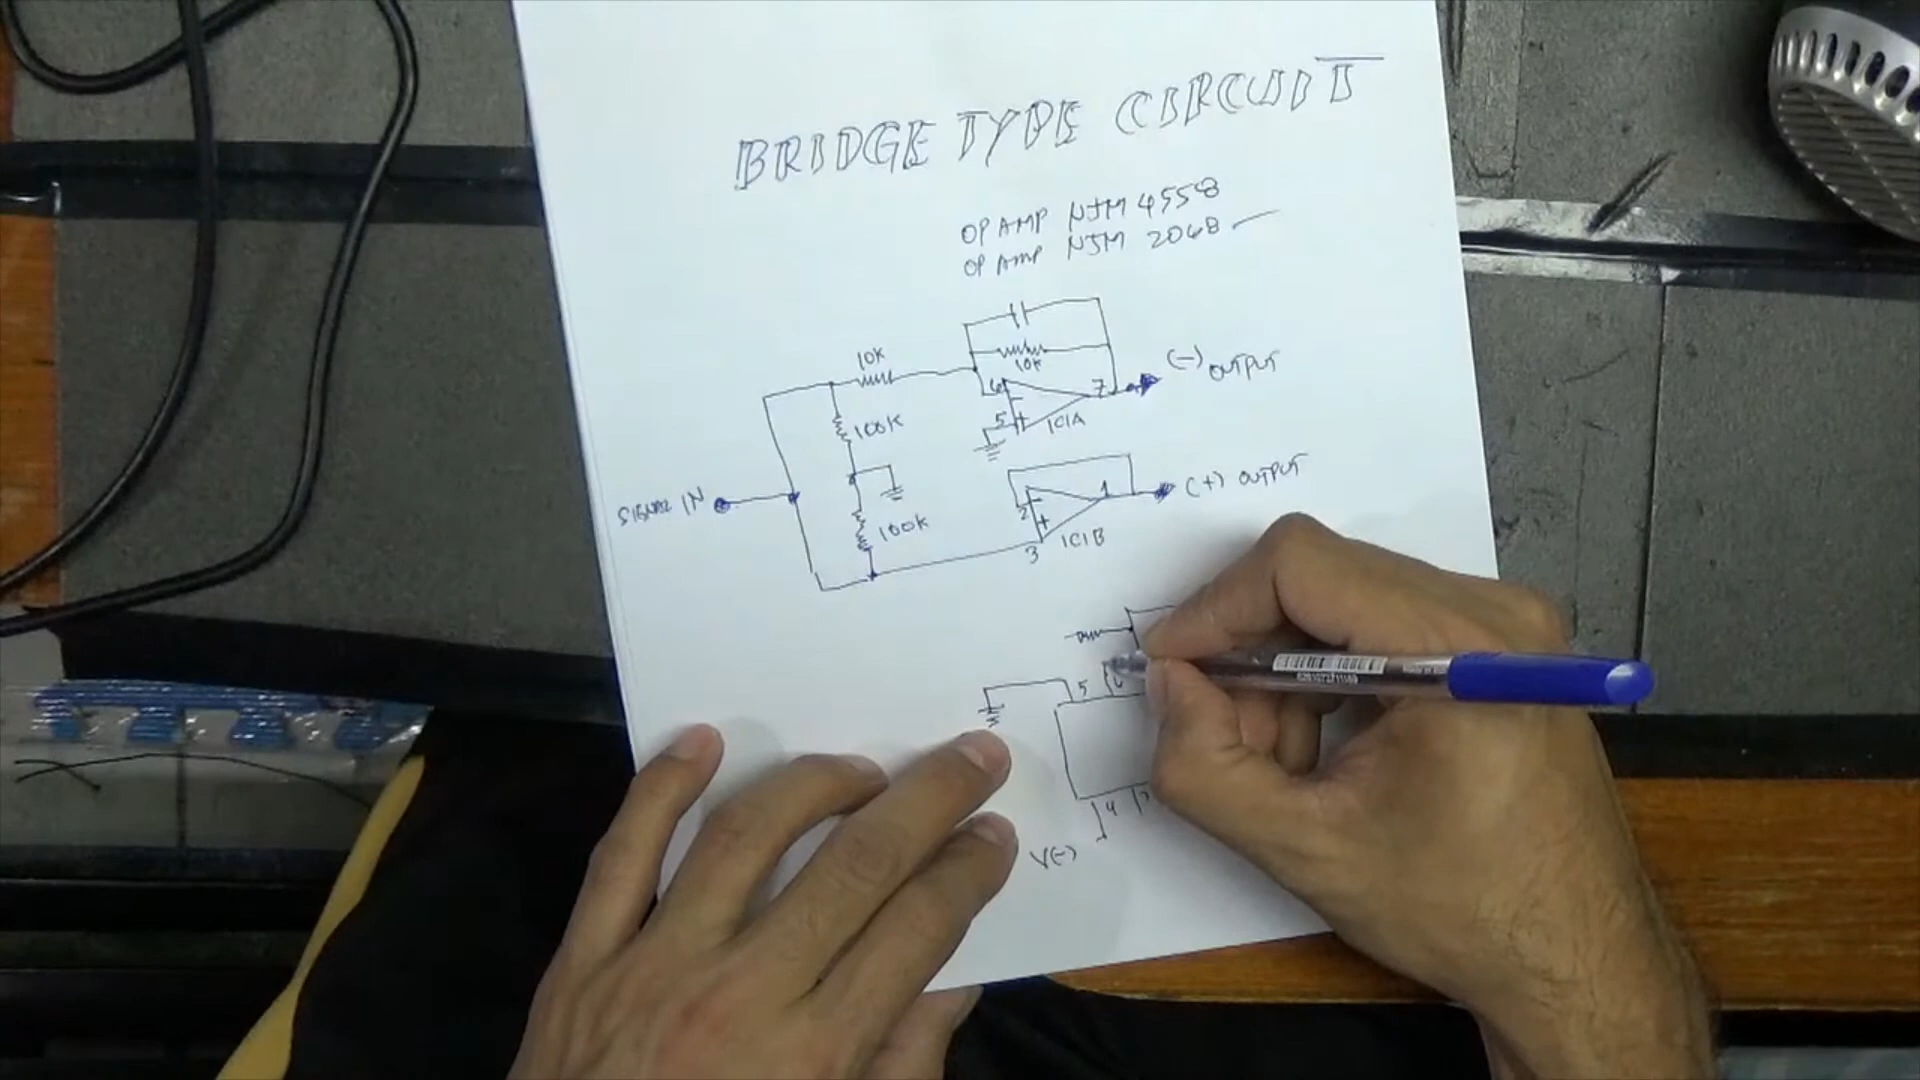 BRIDGE TYPE CIRCUIT
OP AMP NJM 4558
OP AMP NJM 2068
10K
10K
(-) OUTPUT
6
7
-
5
+
IC1A
100K
SIGNAL IN
100K
(+) OUTPUT
1
2
-
+
3
IC1B
5
6
4
V(-)